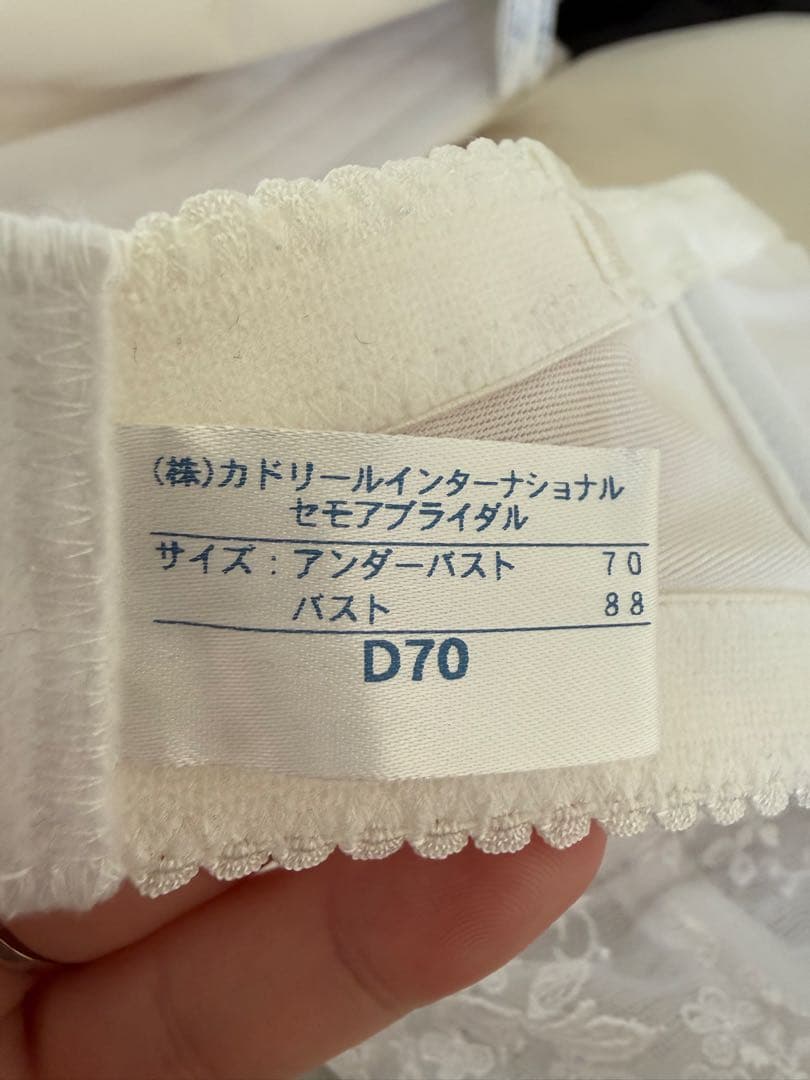 (株)カドリールインターナショナル
セモアブライダル
サイズ：アンダーバスト 70
バスト 88
D70